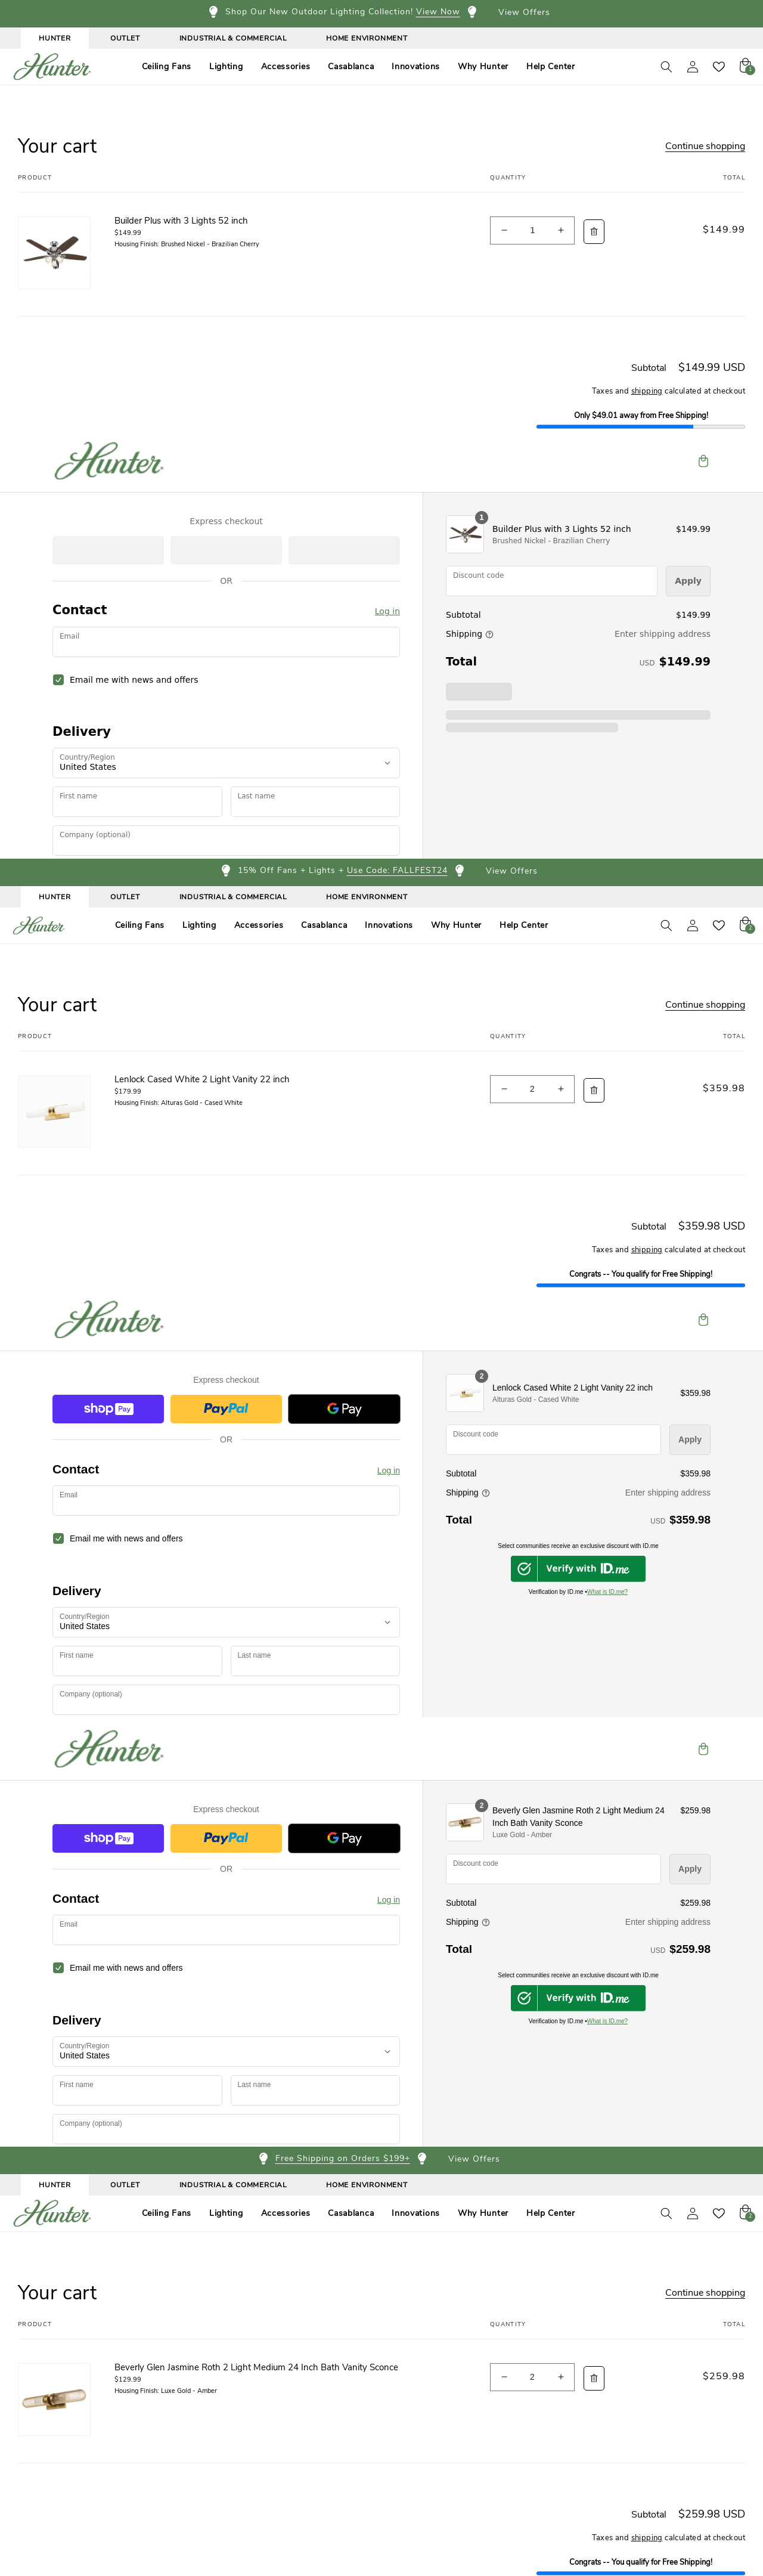 Shop Our New Outdoor Lighting Collection! View Now View Offers
HUNTER OUTLET INDUSTRIAL & COMMERCIAL HOME ENVIRONMENT
Hunter Ceiling Fans Lighting Accessories Casablanca Innovations Why Hunter Help Center 1
Your cart Continue shopping
PRODUCT QUANTITY TOTAL
Builder Plus with 3 Lights 52 inch
$149.99
Housing Finish: Brushed Nickel - Brazilian Cherry
− 1 + $149.99
Subtotal $149.99 USD
Taxes and shipping calculated at checkout
Only $49.01 away from Free Shipping!
Hunter
Express checkout
OR
Contact Log in
Email
Email me with news and offers
Delivery
Country/Region
United States
First name Last name
Company (optional)
1
Builder Plus with 3 Lights 52 inch $149.99
Brushed Nickel - Brazilian Cherry
Discount code Apply
Subtotal $149.99
Shipping Enter shipping address
Total USD $149.99
15% Off Fans + Lights + Use Code: FALLFEST24 View Offers
HUNTER OUTLET INDUSTRIAL & COMMERCIAL HOME ENVIRONMENT
Hunter Ceiling Fans Lighting Accessories Casablanca Innovations Why Hunter Help Center 2
Your cart Continue shopping
PRODUCT QUANTITY TOTAL
Lenlock Cased White 2 Light Vanity 22 inch
$179.99
Housing Finish: Alturas Gold - Cased White
− 2 + $359.98
Subtotal $359.98 USD
Taxes and shipping calculated at checkout
Congrats -- You qualify for Free Shipping!
Hunter
Express checkout
shop Pay PayPal G Pay
OR
Contact Log in
Email
Email me with news and offers
Delivery
Country/Region
United States
First name Last name
Company (optional)
2
Lenlock Cased White 2 Light Vanity 22 inch $359.98
Alturas Gold - Cased White
Discount code Apply
Subtotal $359.98
Shipping Enter shipping address
Total USD $359.98
Select communities receive an exclusive discount with ID.me
Verify with ID.me
Verification by ID.me •What is ID.me?
Hunter
Express checkout
shop Pay PayPal G Pay
OR
Contact Log in
Email
Email me with news and offers
Delivery
Country/Region
United States
First name Last name
Company (optional)
2
Beverly Glen Jasmine Roth 2 Light Medium 24 $259.98
Inch Bath Vanity Sconce
Luxe Gold - Amber
Discount code Apply
Subtotal $259.98
Shipping Enter shipping address
Total USD $259.98
Select communities receive an exclusive discount with ID.me
Verify with ID.me
Verification by ID.me •What is ID.me?
Free Shipping on Orders $199+ View Offers
HUNTER OUTLET INDUSTRIAL & COMMERCIAL HOME ENVIRONMENT
Hunter Ceiling Fans Lighting Accessories Casablanca Innovations Why Hunter Help Center 2
Your cart Continue shopping
PRODUCT QUANTITY TOTAL
Beverly Glen Jasmine Roth 2 Light Medium 24 Inch Bath Vanity Sconce
$129.99
Housing Finish: Luxe Gold - Amber
− 2 + $259.98
Subtotal $259.98 USD
Taxes and shipping calculated at checkout
Congrats -- You qualify for Free Shipping!